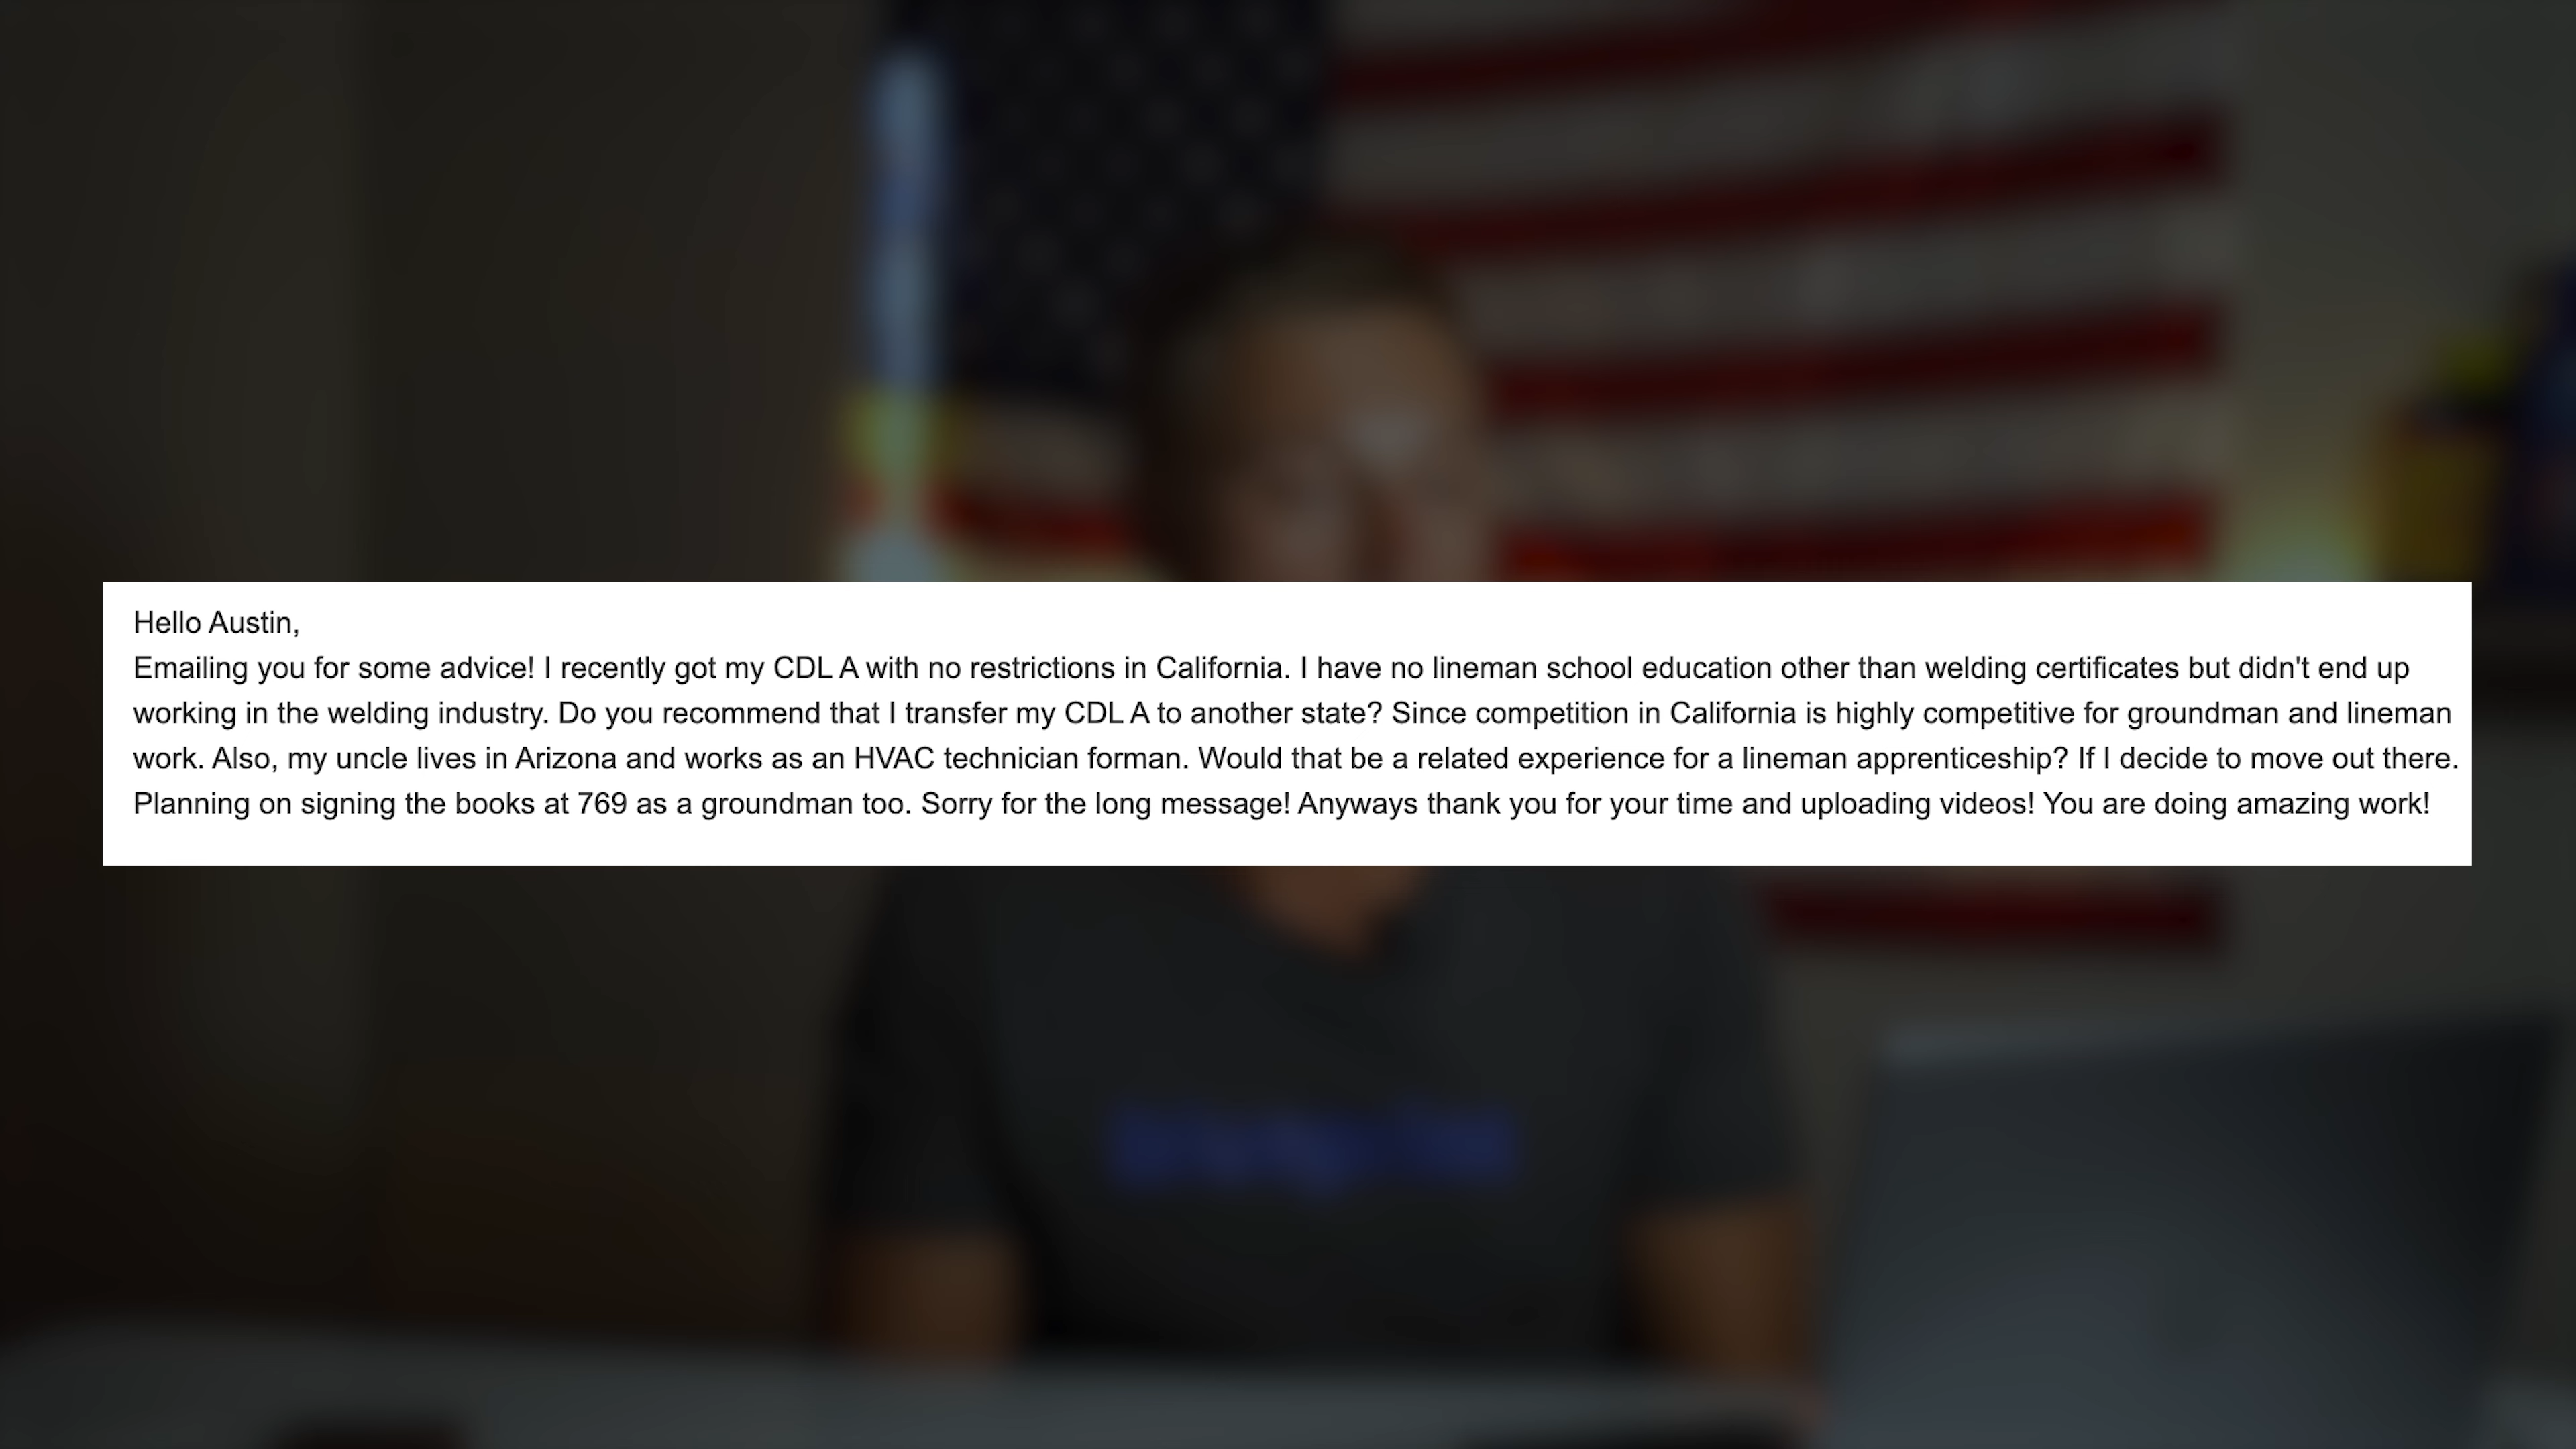 Hello Austin,
Emailing you for some advice! I recently got my CDL A with no restrictions in California. I have no lineman school education other than welding certificates but didn't end up
working in the welding industry. Do you recommend that I transfer my CDL A to another state? Since competition in California is highly competitive for groundman and lineman
work. Also, my uncle lives in Arizona and works as an HVAC technician forman. Would that be a related experience for a lineman apprenticeship? If I decide to move out there.
Planning on signing the books at 769 as a groundman too. Sorry for the long message! Anyways thank you for your time and uploading videos! You are doing amazing work!